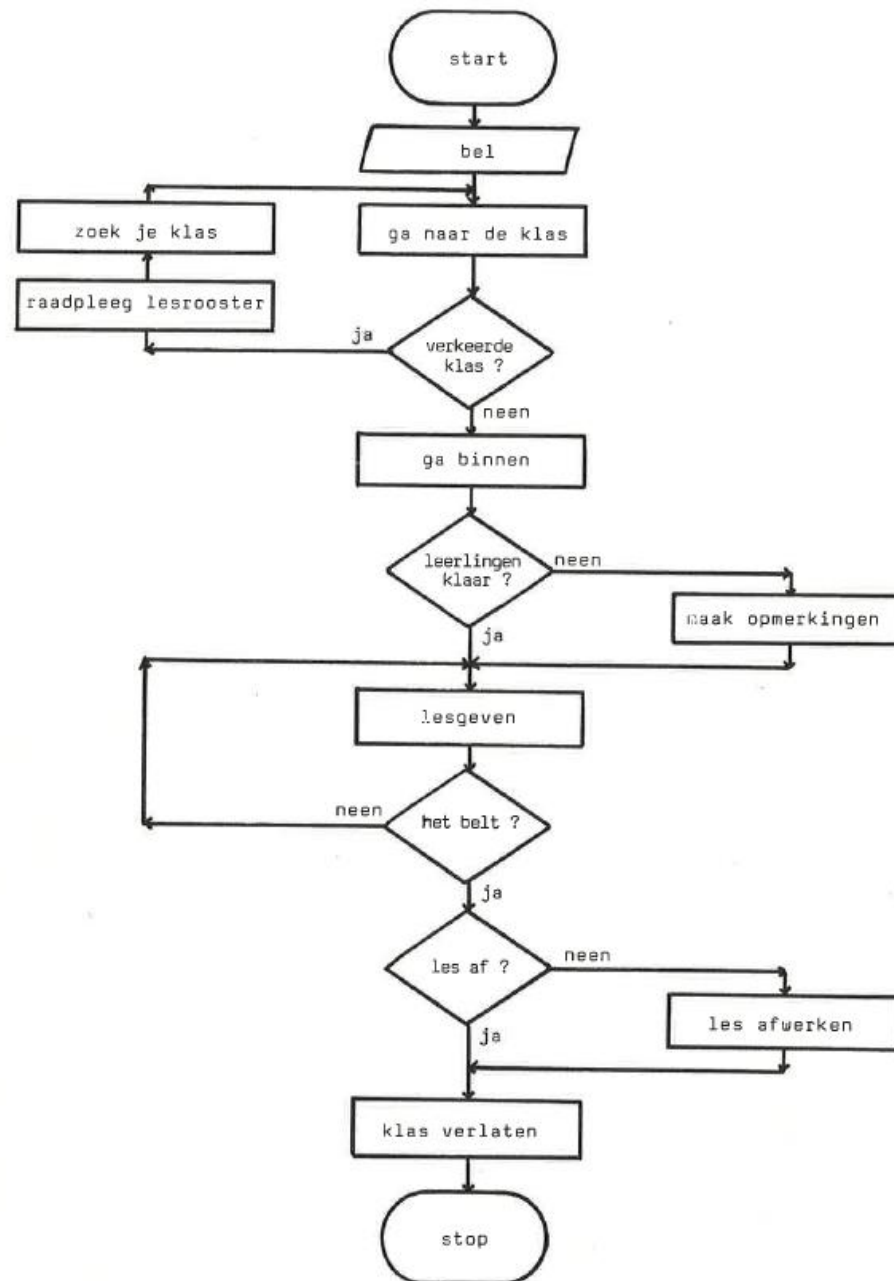 start
bel
zoek je klas
ga naar de klas
raadpleeg lesrooster
ja
verkeerde
klas ?
neen
ga binnen
leerlingen
klaar ?
neen
maak opmerkingen
ja
lesgeven
neen
het belt ?
ja
les af ?
neen
les afwerken
ja
klas verlaten
stop